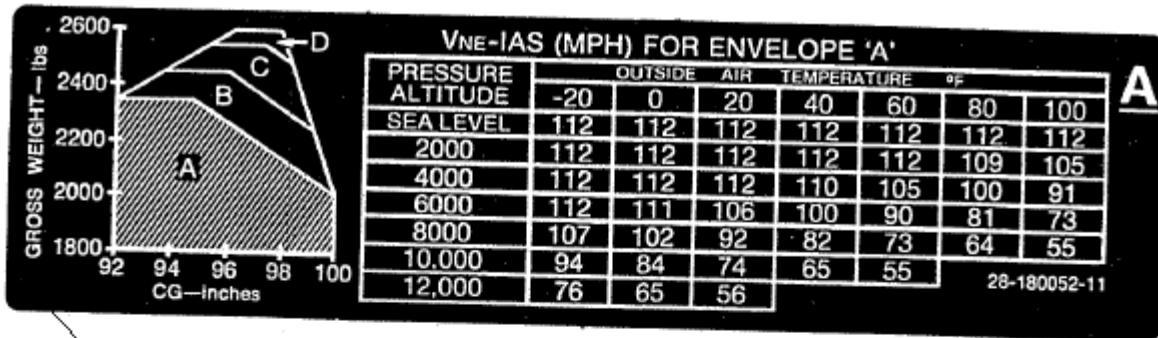 2600
2400
2200
2000
1800
GROSS WEIGHT—lbs
D
C
B
A
92 94 96 98 100
CG—inches
VNE-IAS (MPH) FOR ENVELOPE 'A'
PRESSURE ALTITUDE
OUTSIDE AIR TEMPERATURE °F
-20 0 20 40 60 80 100
SEA LEVEL 112 112 112 112 112 112 112
2000 112 112 112 112 112 109 105
4000 112 112 112 110 105 100 91
6000 112 111 106 100 90 81 73
8000 107 102 92 82 73 64 55
10.000 94 84 74 65 55
12,000 76 65 56
28-180052-11
A